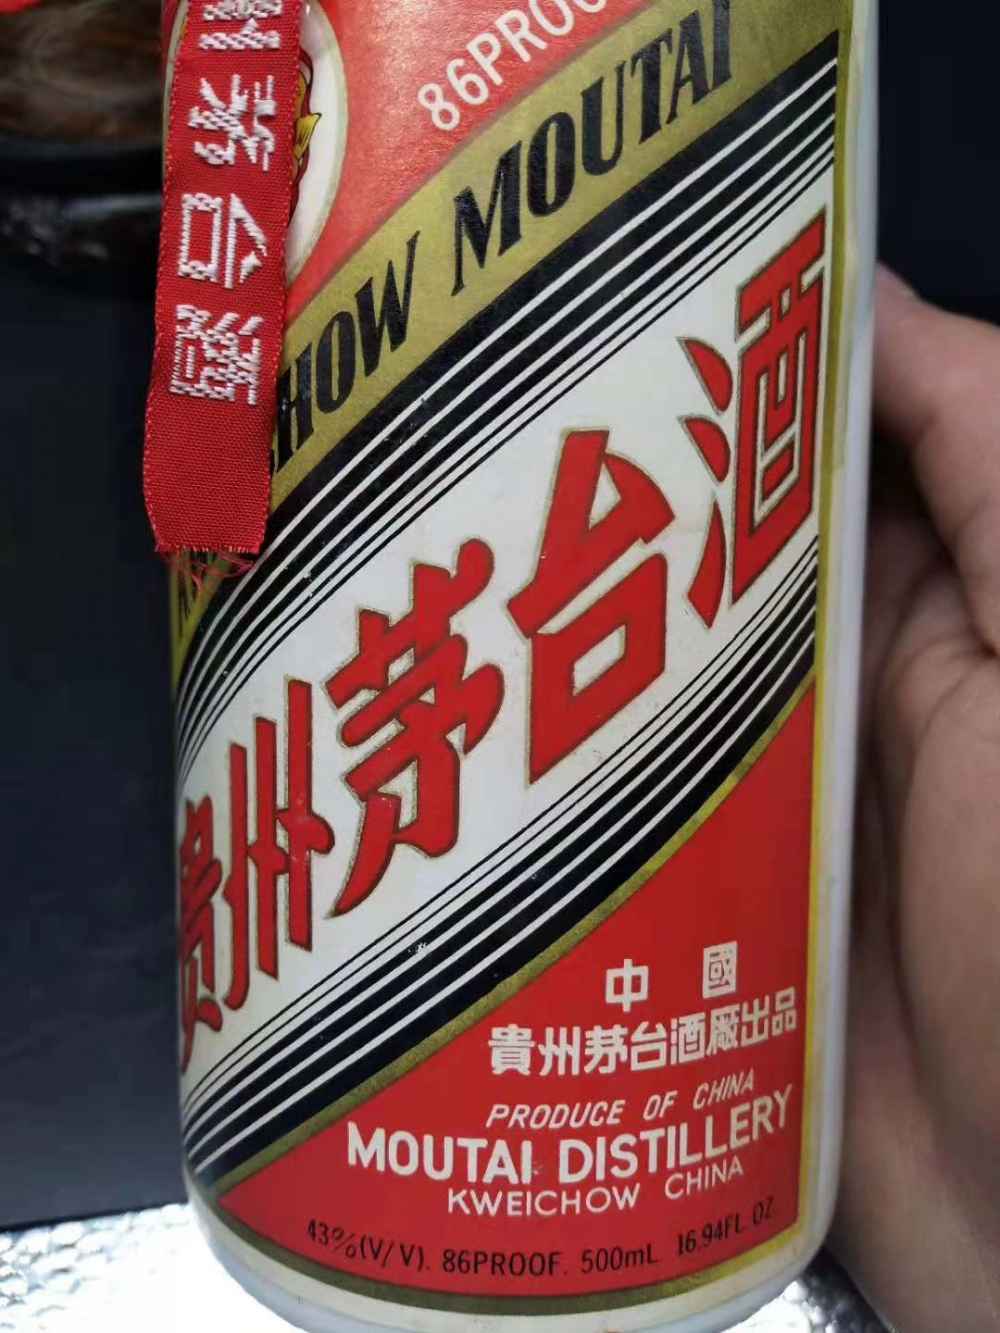 86PROO
HOW MOUTAI
貴州茅台酒
中國
貴州茅台酒廠出品
PRODUCE OF CHINA
MOUTAI DISTILLERY
KWEICHOW CHINA
43%(V/V). 86PROOF. 500mL 16.94FL.OZ